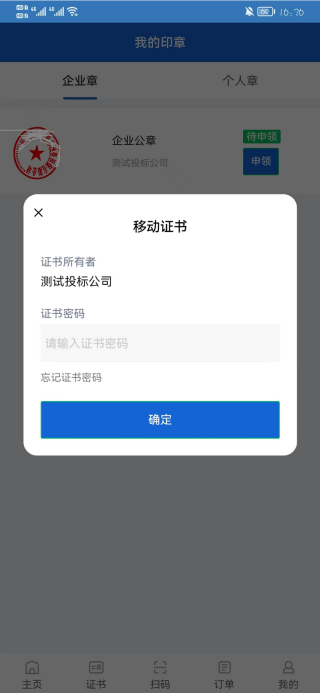 我的印章
企业章
个人章
企业公章
待申领
测试投标公司
申领
移动证书
证书所有者
测试投标公司
证书密码
请输入证书密码
忘记证书密码
确定
主页
证书
扫码
订单
我的